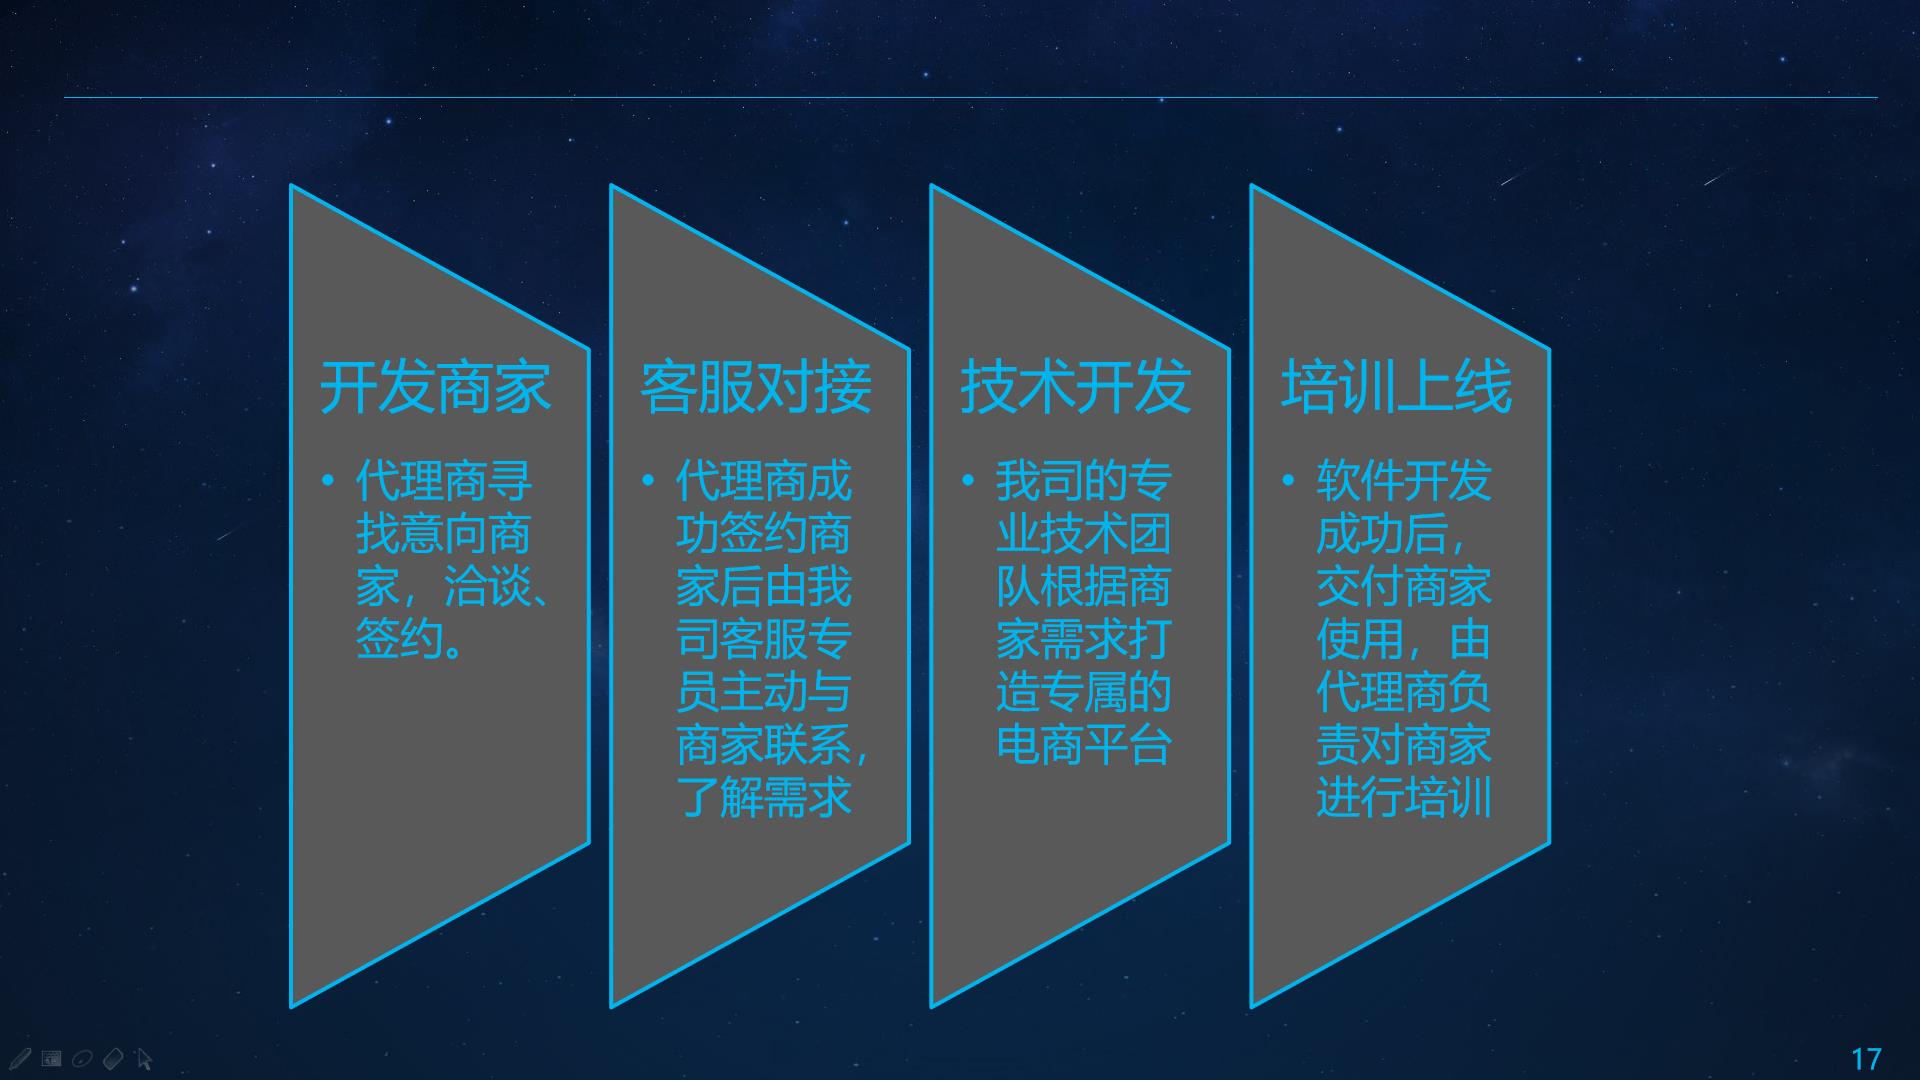 开发商家
• 代理商寻
找意向商
家，洽谈、
签约。
客服对接
• 代理商成
功签约商
家后由我
司客服专
员主动与
商家联系，
了解需求
技术开发
• 我司的专
业技术团
队根据商
家需求打
造专属的
电商平台
培训上线
• 软件开发
成功后，
交付商家
使用，由
代理商负
责对商家
进行培训
17